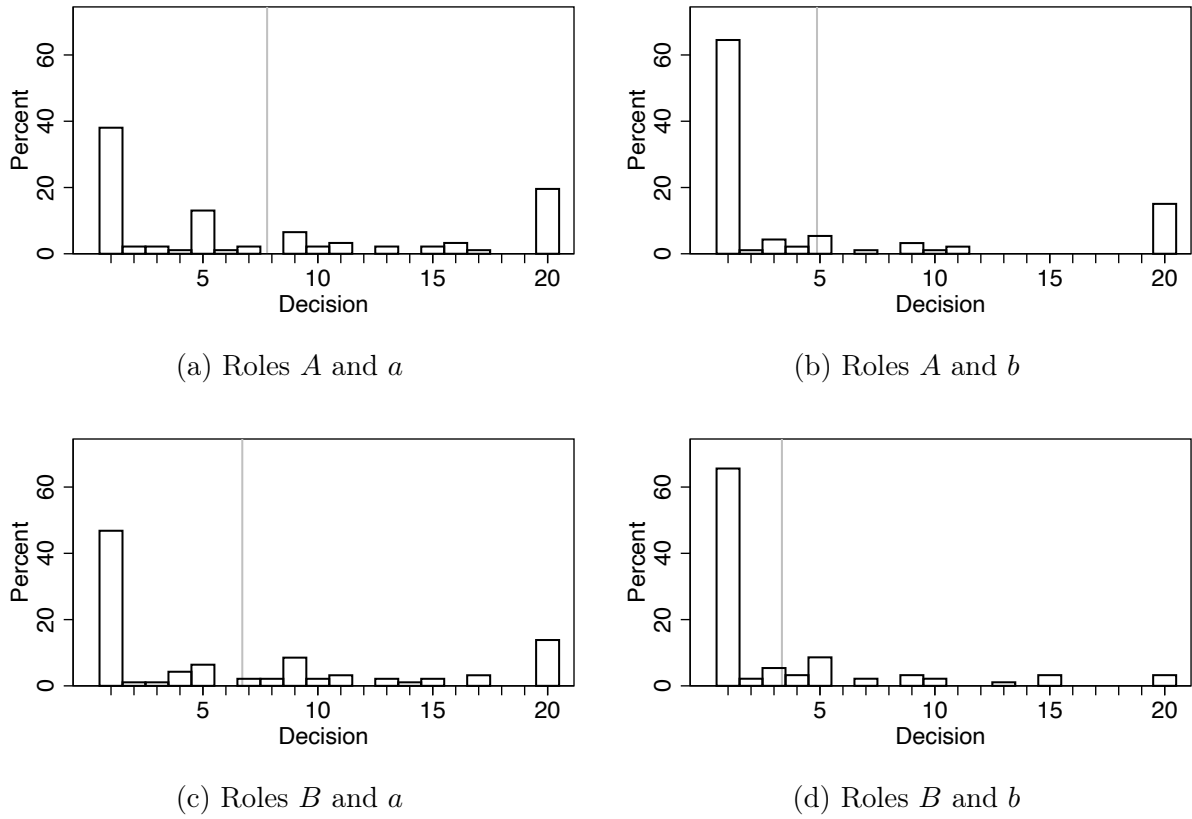 Percent
0 20 40 60
5 10 15 20
Decision
(a) Roles A and a
Percent
0 20 40 60
5 10 15 20
Decision
(b) Roles A and b
Percent
0 20 40 60
5 10 15 20
Decision
(c) Roles B and a
Percent
0 20 40 60
5 10 15 20
Decision
(d) Roles B and b